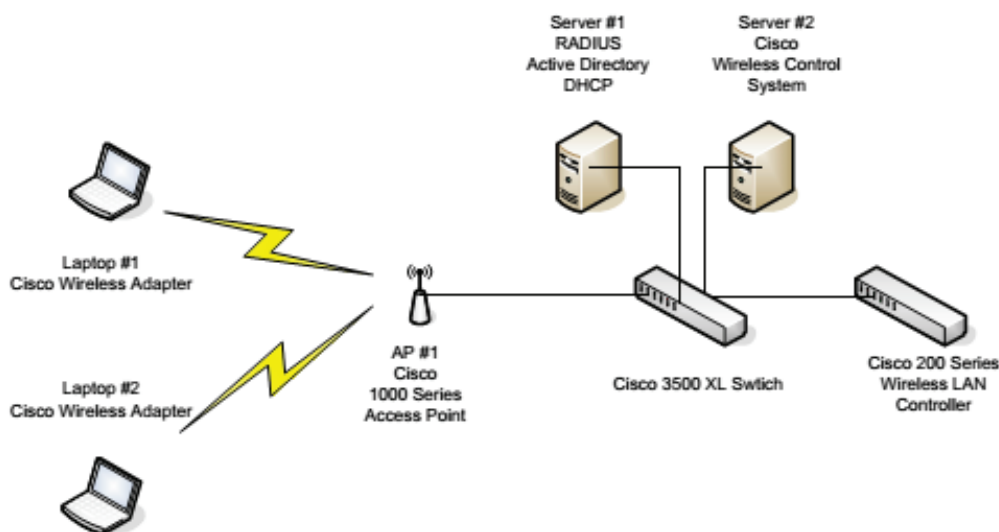 Server #1
RADIUS
Active Directory
DHCP
Server #2
Cisco
Wireless Control
System
Laptop #1
Cisco Wireless Adapter
AP #1
Cisco
1000 Series
Access Point
Cisco 3500 XL Swtich
Cisco 200 Series
Wireless LAN
Controller
Laptop #2
Cisco Wireless Adapter